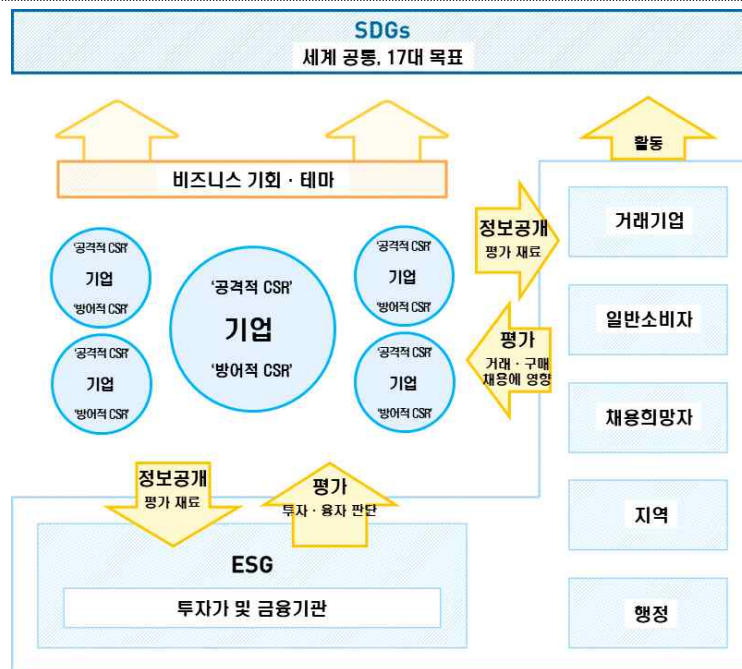 SDGs
세계 공통, 17대 목표
활동
비즈니스 기회 · 테마
정보공개
평가 재료
거래기업
'공격적 CSR'
기업
'방어적 CSR'
'공격적 CSR'
기업
'방어적 CSR'
'공격적 CSR'
기업
'방어적 CSR'
'공격적 CSR'
기업
'방어적 CSR'
'공격적 CSR'
기업
'방어적 CSR'
평가
거래 · 구매
채용에 영향
일반소비자
채용희망자
정보공개
평가 재료
평가
투자 · 융자 판단
지역
ESG
투자가 및 금융기관
행정